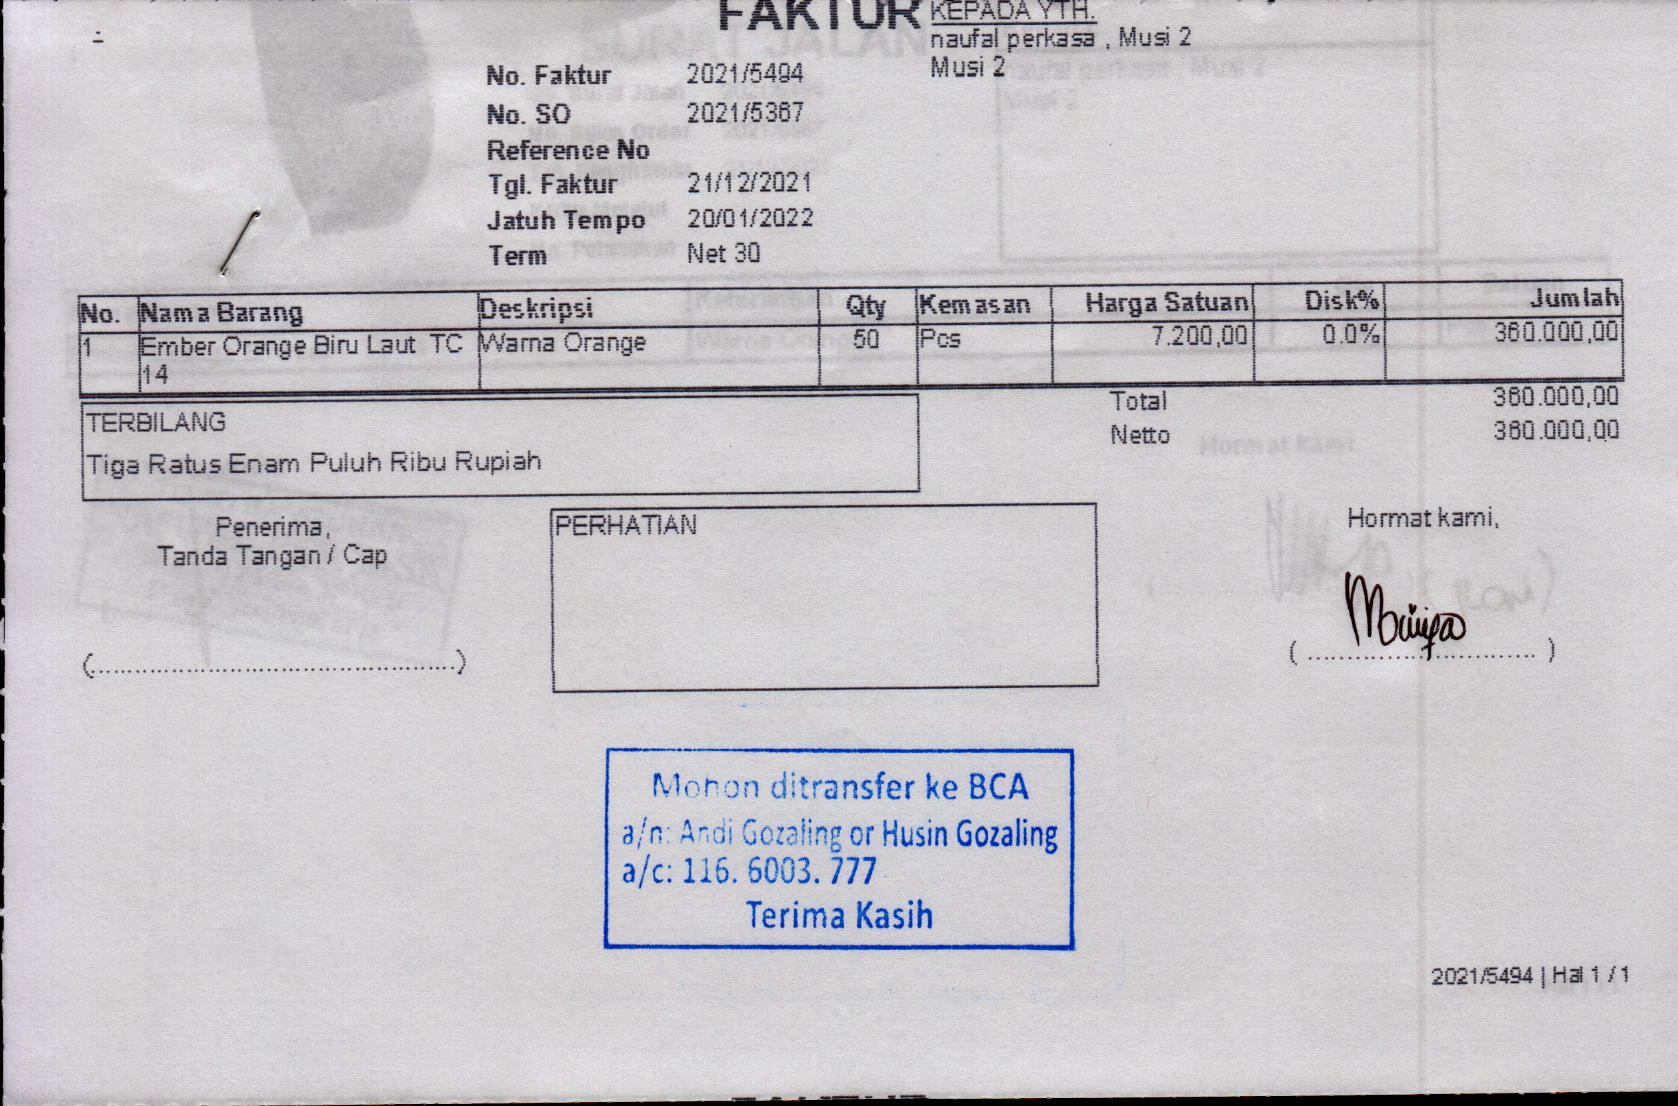 FAKTUR
KEPADA YTH.
naufal perkasa , Musi 2
Musi 2
No. Faktur 2021/5494
No. SO 2021/5367
Reference No
Tgl. Faktur 21/12/2021
Jatuh Tempo 20/01/2022
Term Net 30
No. Nama Barang Deskripsi Qty Kemasan Harga Satuan Disk% Jumlah
1 Ember Orange Biru Laut TC Warna Orange 50 Pcs 7.200,00 0.0% 360.000,00
14
Total 360.000,00
Netto 360.000,00
TERBILANG
Tiga Ratus Enam Puluh Ribu Rupiah
Penerima,
Tanda Tangan / Cap
(..................................................)
PERHATIAN
Hormat kami,
( .............................. )
Mohon ditransfer ke BCA
a/n: Andi Gozaling or Husin Gozaling
a/c: 116. 6003. 777
Terima Kasih
2021/5494 | Hal 1 / 1